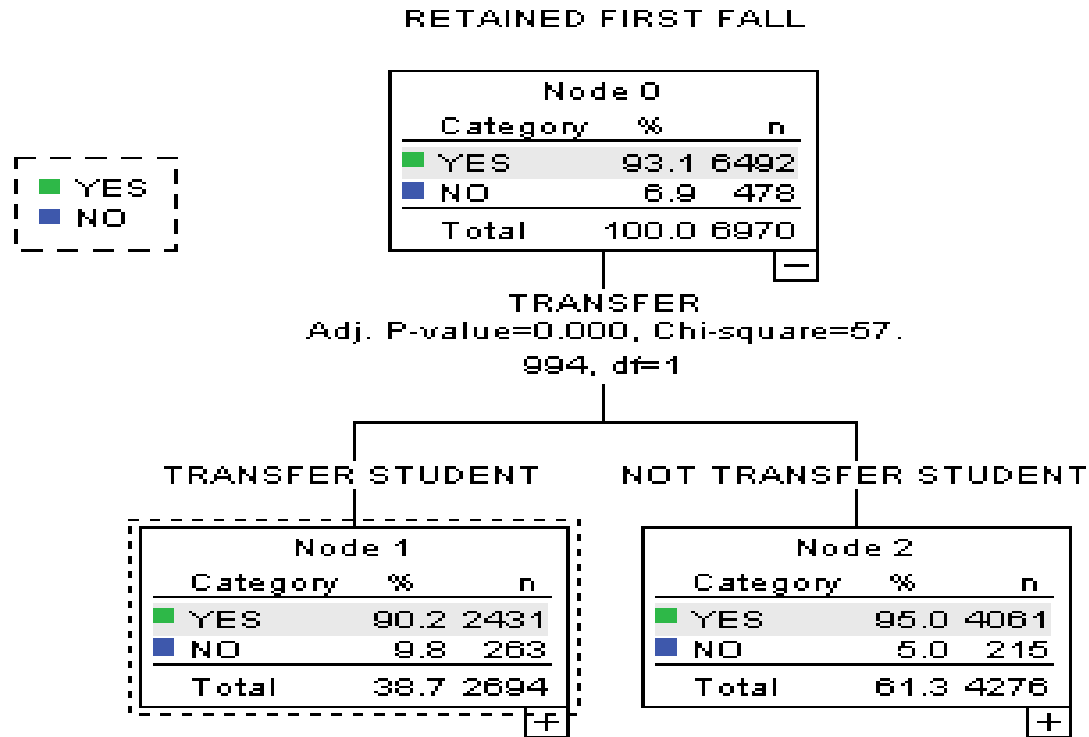 RETAINED FIRST FALL
Node 0
Category % n
YES 93.1 6492
NO 6.9 478
Total 100.0 6970
YES
NO
TRANSFER
Adj. P-value=0.000, Chi-square=57.
994, df=1
TRANSFER STUDENT
NOT TRANSFER STUDENT
Node 1
Category % n
YES 90.2 2431
NO 9.8 263
Total 38.7 2694
Node 2
Category % n
YES 95.0 4061
NO 5.0 215
Total 61.3 4276